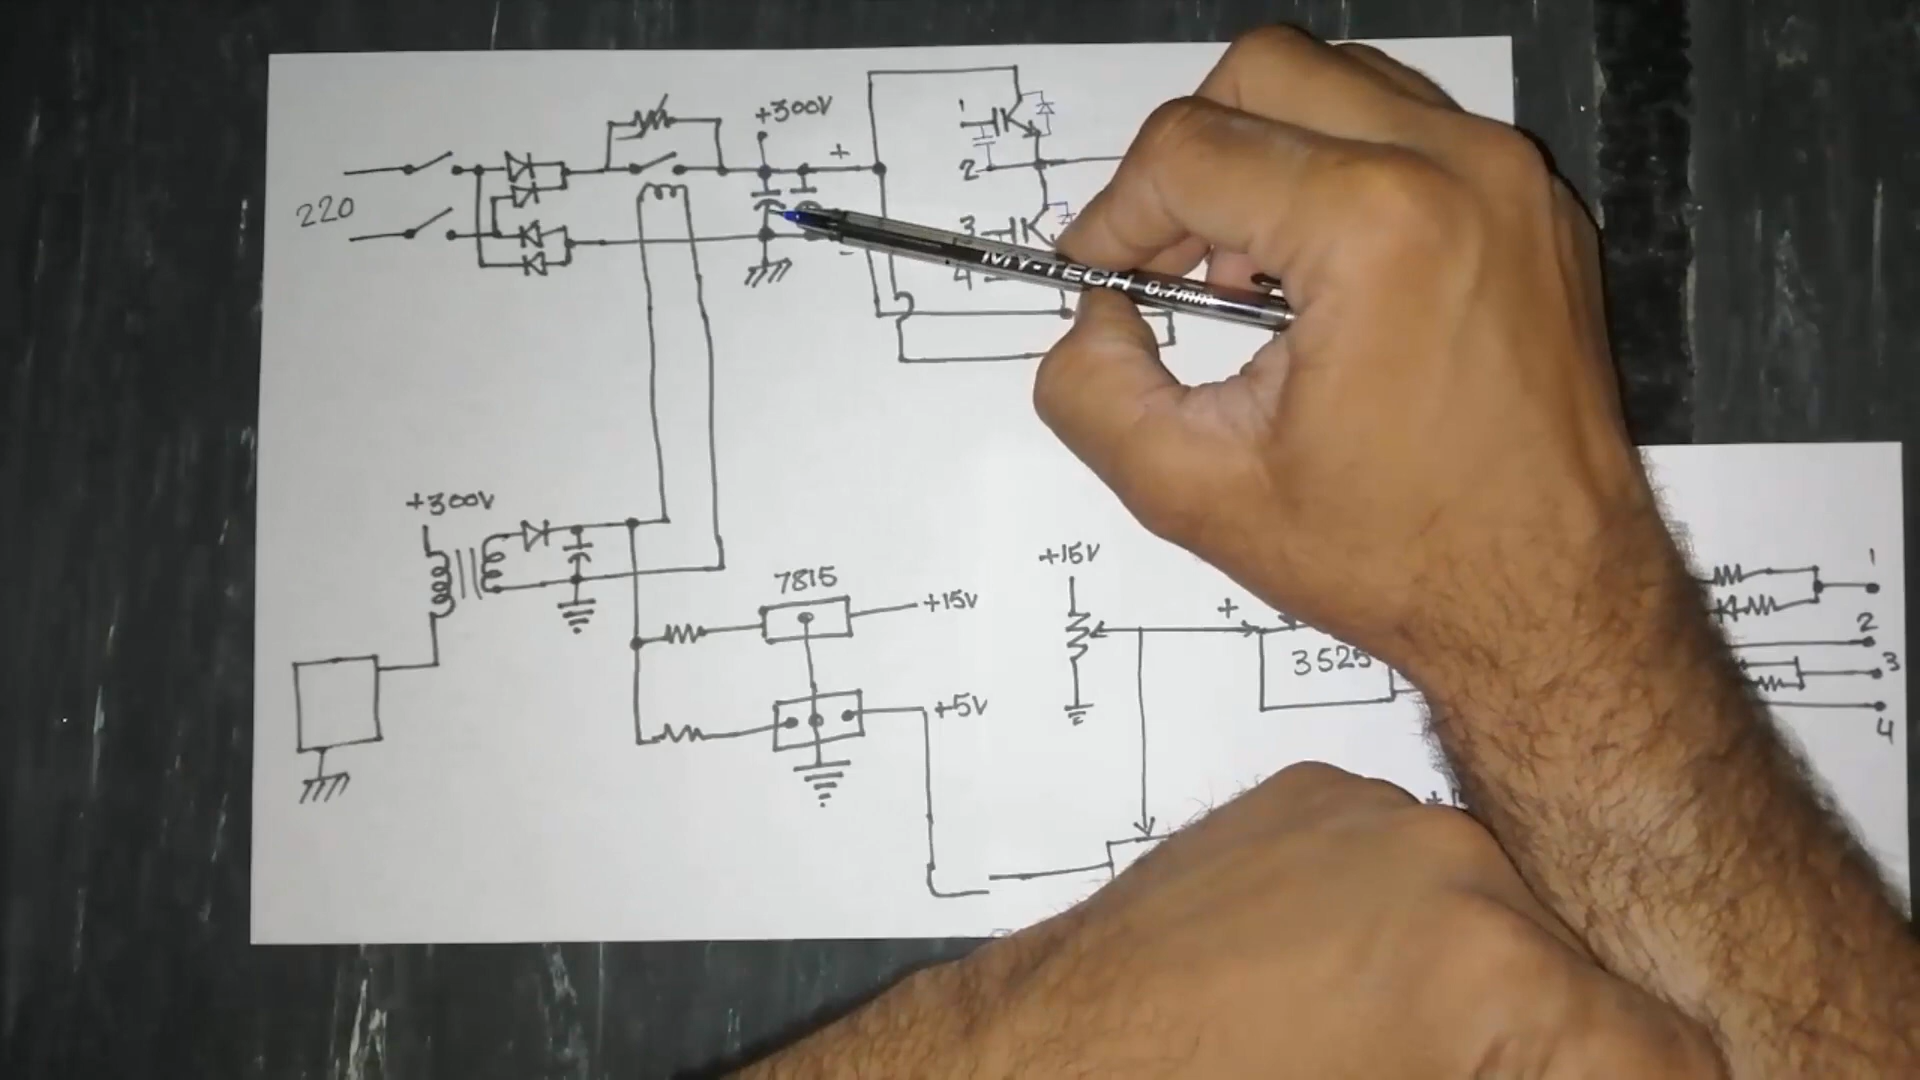 +300V
+
220
1
2
3
4
-
MY-TECH 0.7mm
+300V
7815
+15V
+5V
+15V
+
3525
1
2
3
4